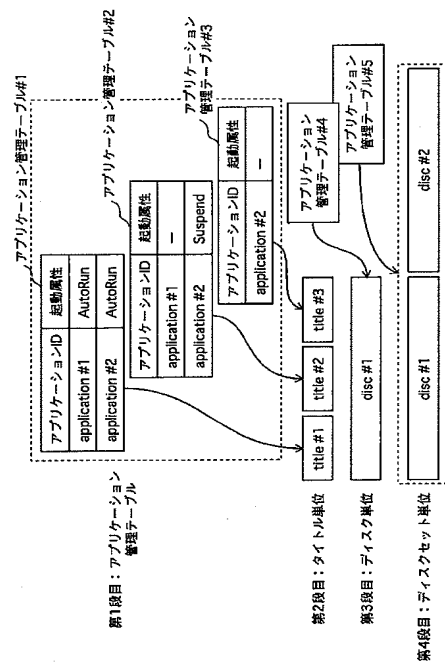 アプリケーション管理テーブル#1
アプリケーションID
起動属性
application #1
AutoRun
application #2
AutoRun
アプリケーション管理テーブル#2
アプリケーションID
起動属性
application #1
—
application #2
Suspend
アプリケーション
管理テーブル#3
アプリケーションID
起動属性
application #2
—
第1段目：アプリケーション
管理テーブル
第2段目：タイトル単位
title #1
title #2
title #3
アプリケーション
管理テーブル#4
第3段目：ディスク単位
disc #1
アプリケーション
管理テーブル#5
第4段目：ディスクセット単位
disc #1
disc #2